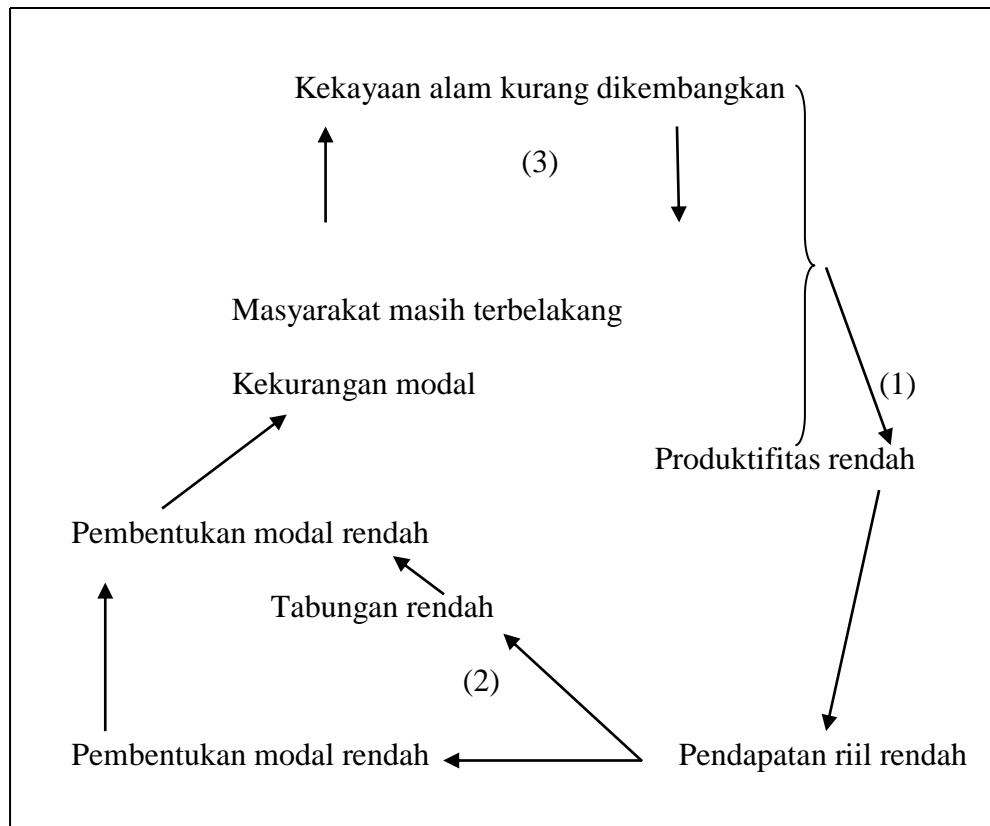 Kekayaan alam kurang dikembangkan
(3)
Masyarakat masih terbelakang
Kekurangan modal
(1)
Produktifitas rendah
Pembentukan modal rendah
Tabungan rendah
(2)
Pembentukan modal rendah
Pendapatan riil rendah